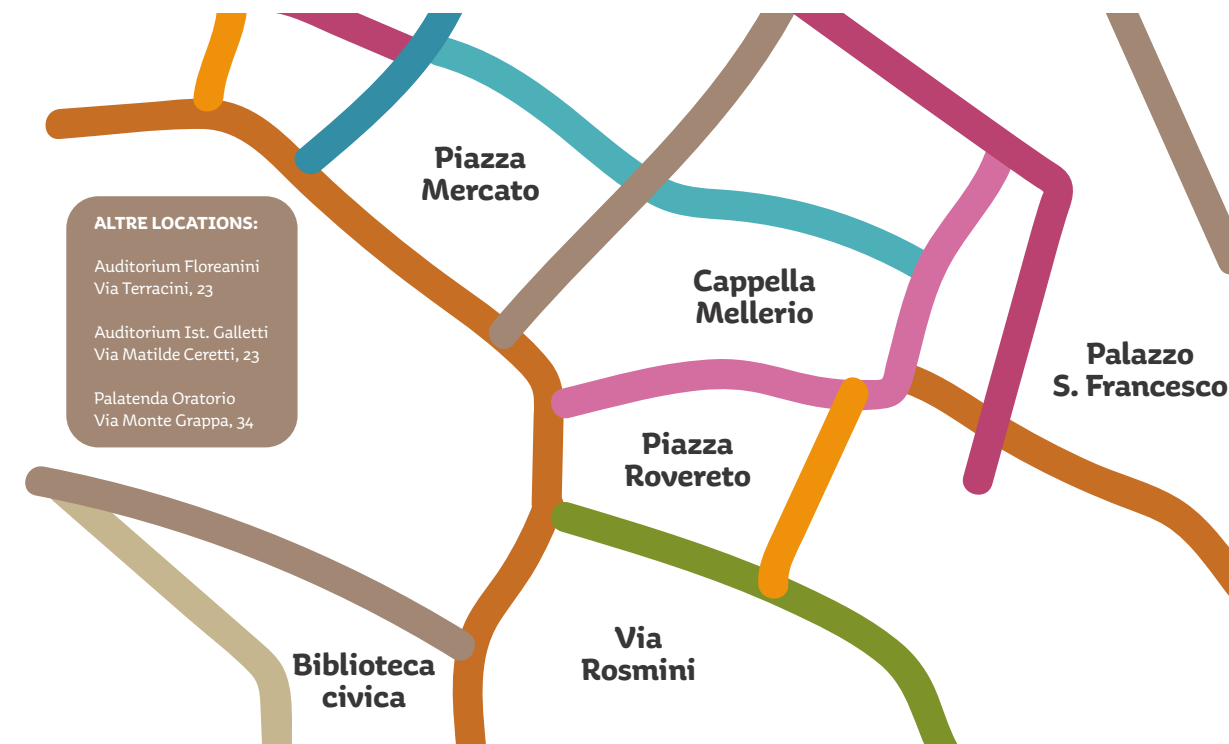 Piazza
Mercato
ALTRE LOCATIONS:
Auditorium Floreanini
Via Terracini, 23
Auditorium Ist. Galletti
Via Matilde Ceretti, 23
Palatenda Oratorio
Via Monte Grappa, 34
Cappella
Mellerio
Palazzo
S. Francesco
Piazza
Rovereto
Via
Rosmini
Biblioteca
civica